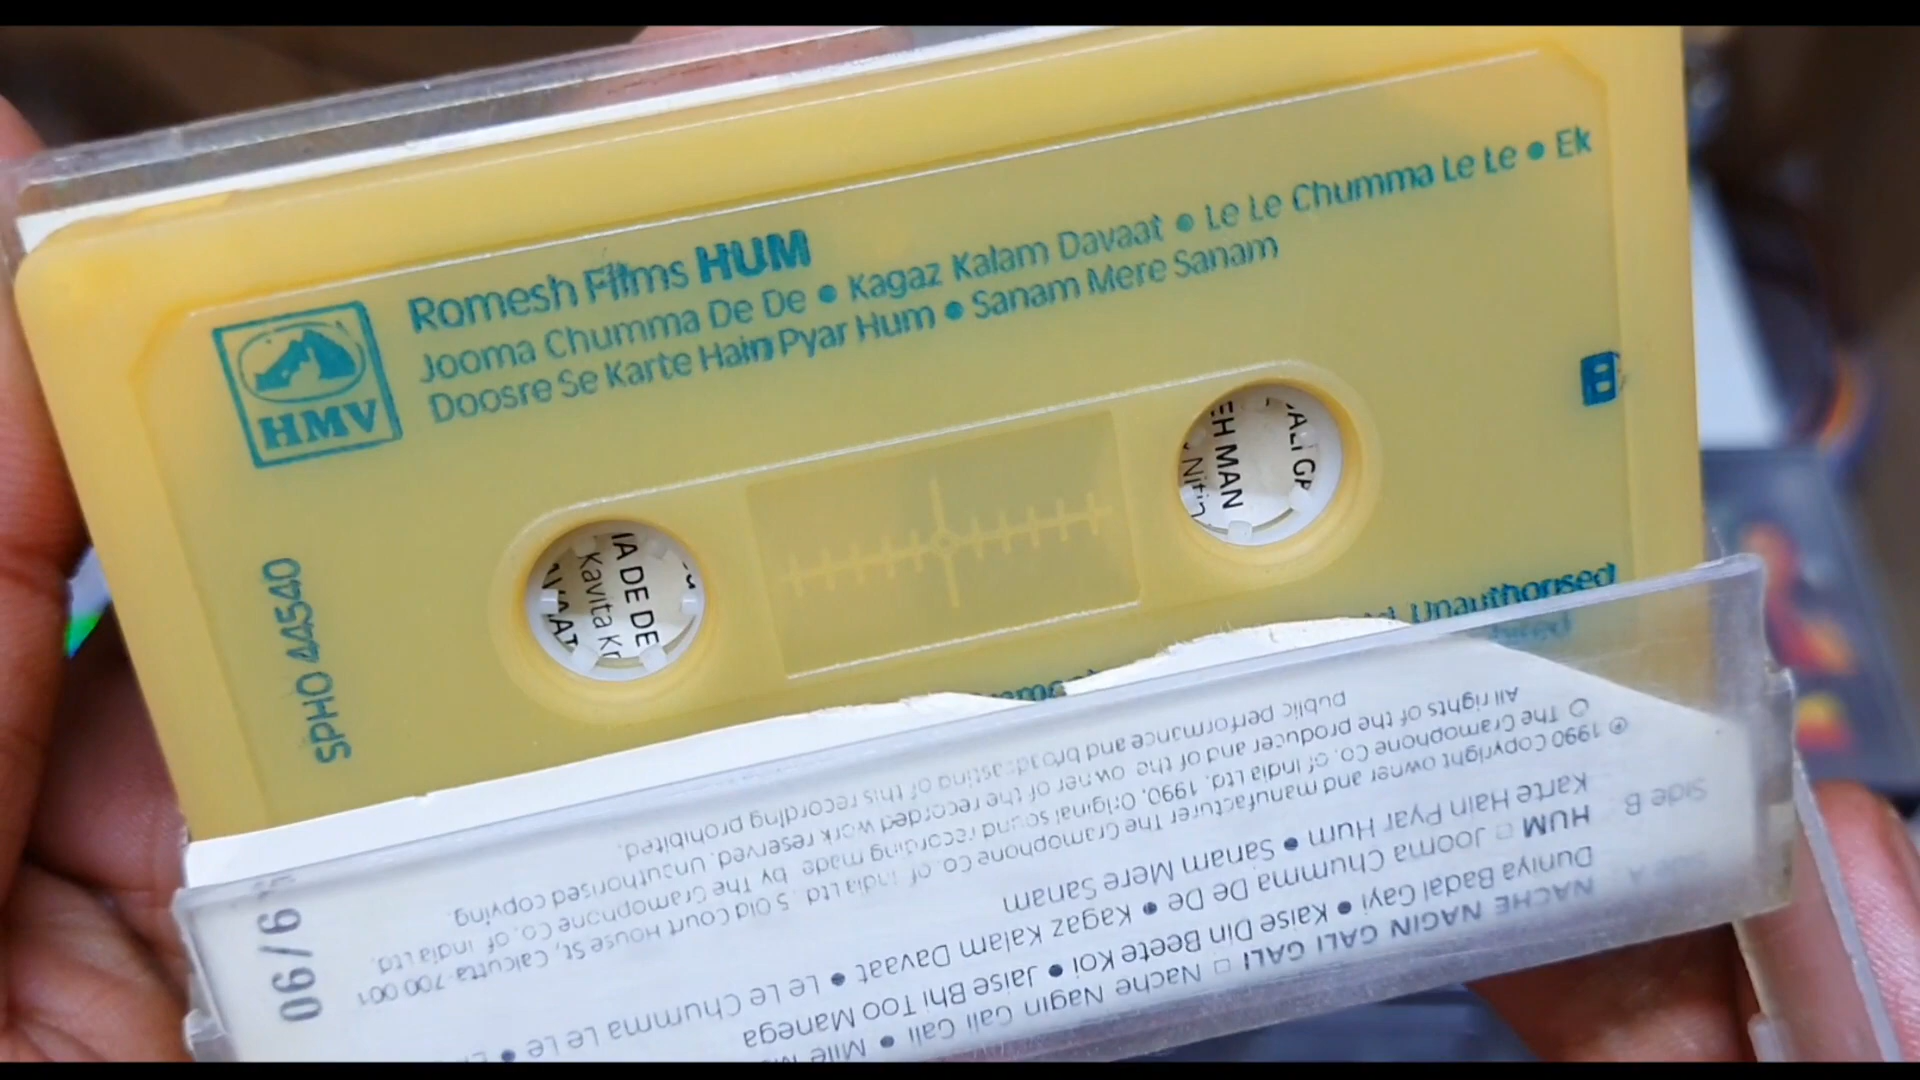 Romesh Films HUM
Jooma Chumma De De • Kagaz Kalam Davaat • Le Le Chumma Le Le • Ek
Doosre Se Karte Hain Pyar Hum • Sanam Mere Sanam
HMV
B
SPHO 44540
IA DE DE
Kavita Kr
EH MAN
Nitin
Unauthorised
9/90
NACHE NAGIN GALI GALI □ Nache Nagin Gali Gali • Mile
Duniya Badal Gayi • Kaise Din Beete Koi • Jaise Bhi Too Manega
Side B
HUM □ Jooma Chumma De De • Kagaz Kalam Davaat • Le Le Chumma Le Le •
Karte Hain Pyar Hum • Sanam Mere Sanam
℗ 1990 Copyright owner and manufacturer The Gramophone Co. of India Ltd. 5 Old Court House St, Calcutta-700 001
The Gramophone Co. of India Ltd, 1990. Original sound recording made by The Gramophone Co. of India Ltd.
All rights of the producer and of the owner of the recorded work reserved. Unauthorised copying,
public performance and broadcasting of this recording prohibited.